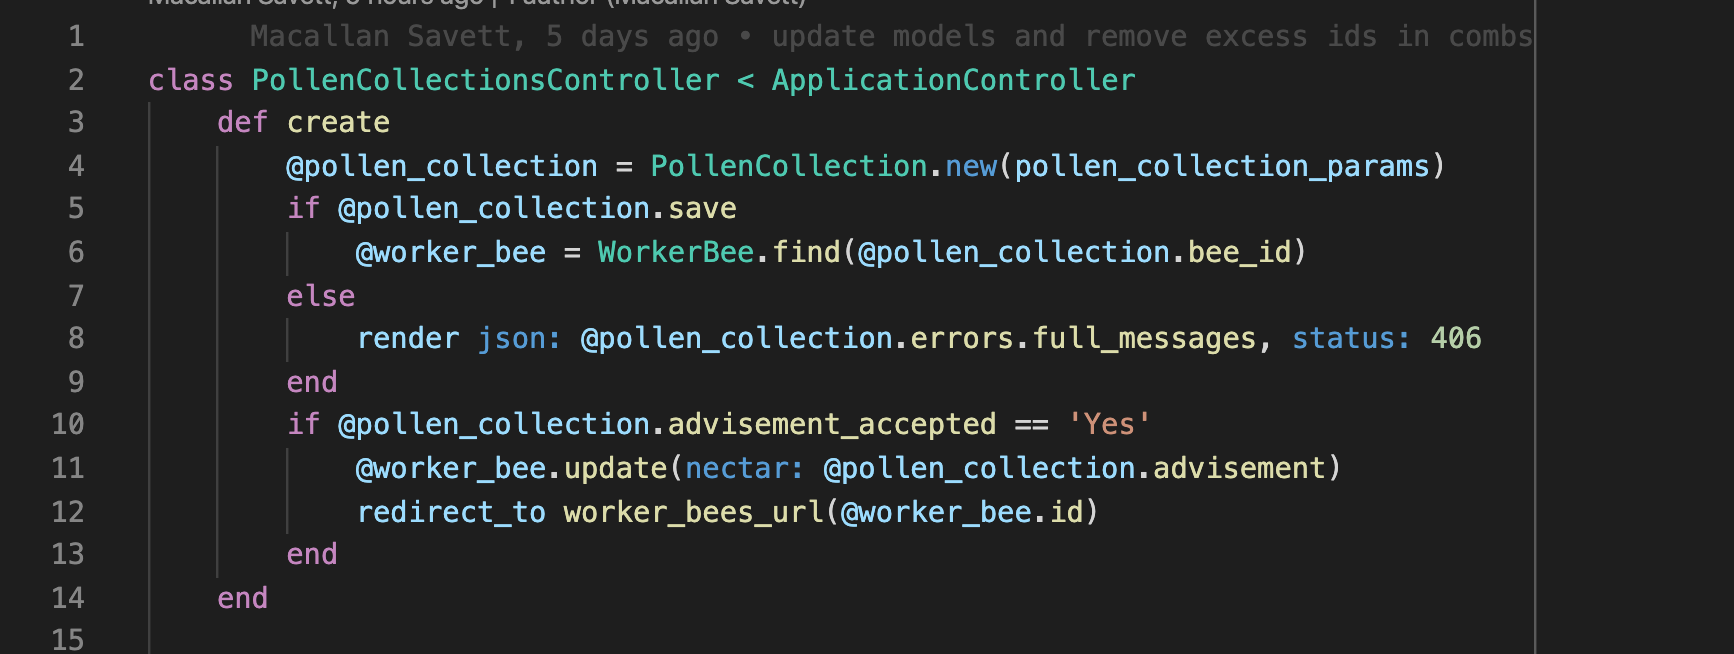 Macallan Savett, 5 hours ago | 1 author (Macallan Savett)
1 Macallan Savett, 5 days ago • update models and remove excess ids in combs
2 class PollenCollectionsController < ApplicationController
3 def create
4 @pollen_collection = PollenCollection.new(pollen_collection_params)
5 if @pollen_collection.save
6 @worker_bee = WorkerBee.find(@pollen_collection.bee_id)
7 else
8 render json: @pollen_collection.errors.full_messages, status: 406
9 end
10 if @pollen_collection.advisement_accepted == 'Yes'
11 @worker_bee.update(nectar: @pollen_collection.advisement)
12 redirect_to worker_bees_url(@worker_bee.id)
13 end
14 end
15